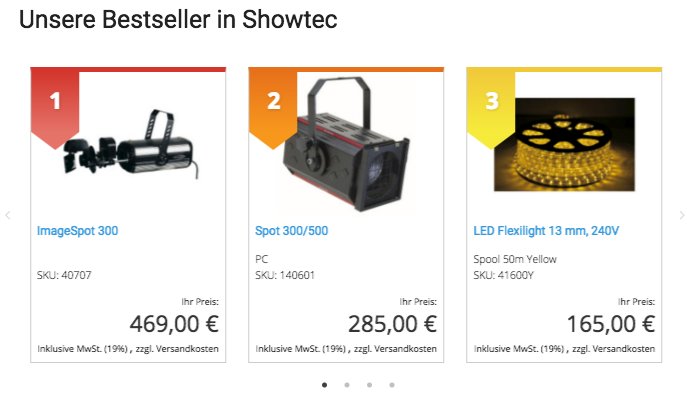 Unsere Bestseller in Showtec
1
ImageSpot 300
SKU: 40707
Ihr Preis:
469,00 €
Inklusive MwSt. (19%) , zzgl. Versandkosten
2
Spot 300/500
PC
SKU: 140601
Ihr Preis:
285,00 €
Inklusive MwSt. (19%) , zzgl. Versandkosten
3
LED Flexilight 13 mm, 240V
Spool 50m Yellow
SKU: 41600Y
Ihr Preis:
165,00 €
Inklusive MwSt. (19%) , zzgl. Versandkosten